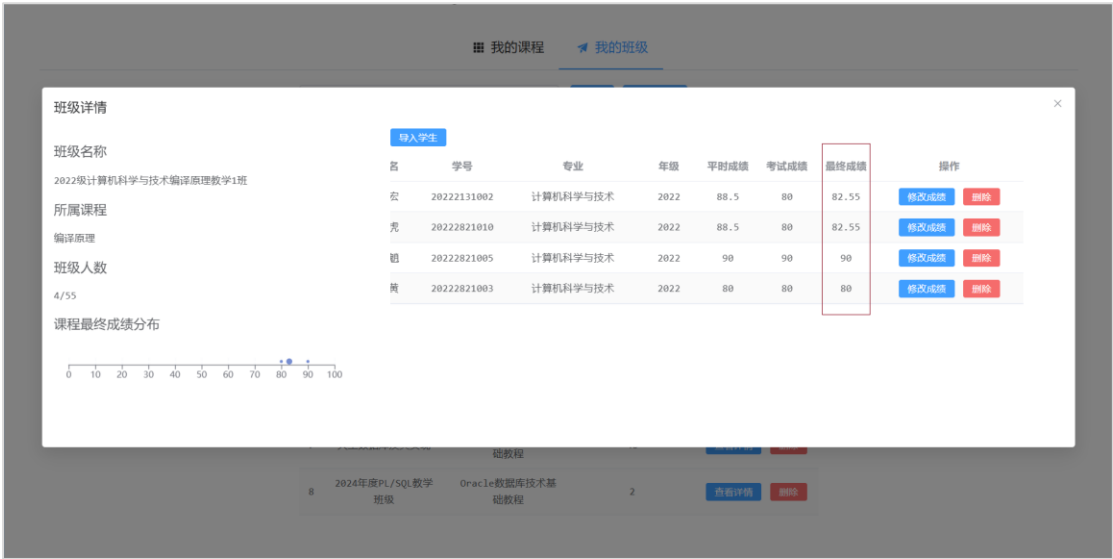 我的课程 我的班级
班级详情
班级名称
2022级计算机科学与技术编译原理教学1班
所属课程
编译原理
班级人数
4/55
课程最终成绩分布
0 10 20 30 40 50 60 70 80 90 100
导入学生
名 学号 专业 年级 平时成绩 考试成绩 最终成绩 操作
宏 20222131002 计算机科学与技术 2022 88.5 80 82.55 修改成绩 删除
虎 20222821010 计算机科学与技术 2022 88.5 80 82.55 修改成绩 删除
20222821005 计算机科学与技术 2022 90 90 90 修改成绩 删除
黄 20222821003 计算机科学与技术 2022 80 80 80 修改成绩 删除
础教程
8 2024年度PL/SQL教学 Oracle数据库技术基 2 查看详情 删除
班级 础教程